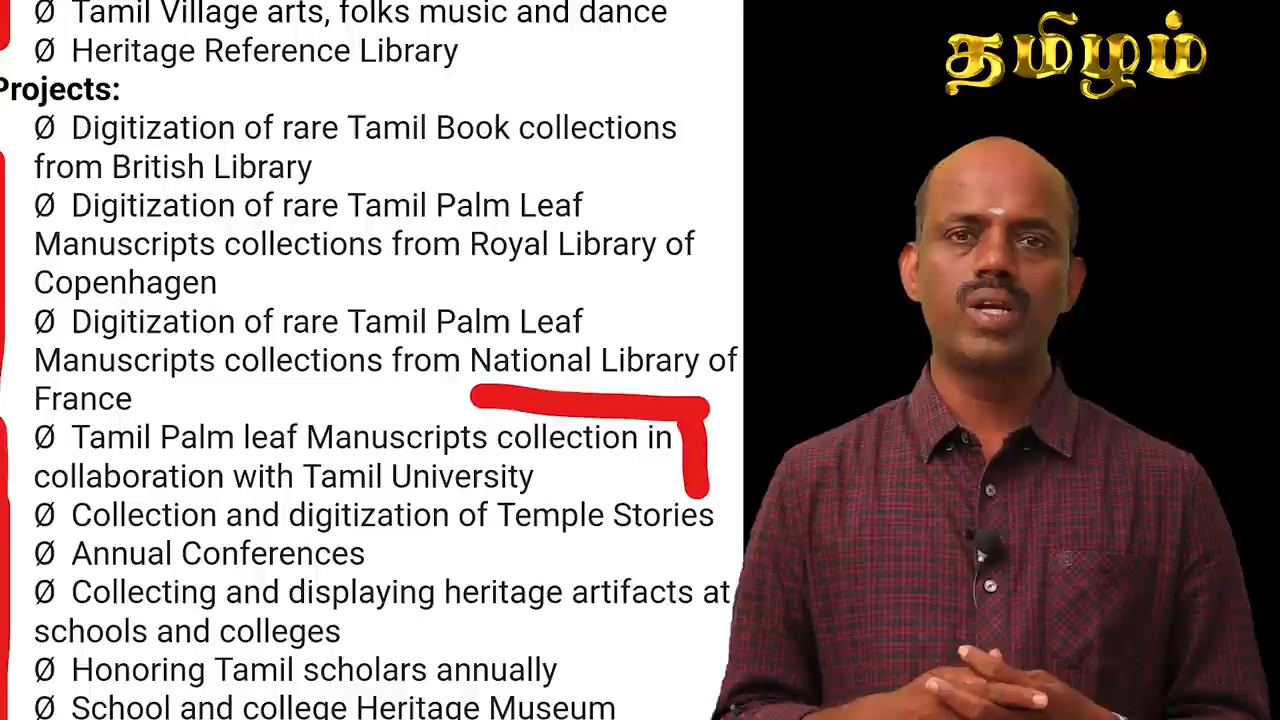 Ø Tamil Village arts, folks music and dance
Ø Heritage Reference Library
Projects:
Ø Digitization of rare Tamil Book collections
from British Library
Ø Digitization of rare Tamil Palm Leaf
Manuscripts collections from Royal Library of
Copenhagen
Ø Digitization of rare Tamil Palm Leaf
Manuscripts collections from National Library of
France
Ø Tamil Palm leaf Manuscripts collection in
collaboration with Tamil University
Ø Collection and digitization of Temple Stories
Ø Annual Conferences
Ø Collecting and displaying heritage artifacts at
schools and colleges
Ø Honoring Tamil scholars annually
Ø School and college Heritage Museum
தமிழம்